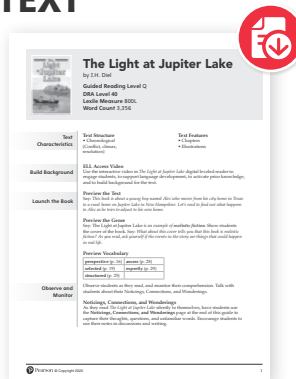 TEXT
The Light
at Jupiter
Lake
The Light at Jupiter Lake
by J.H. Diel
Guided Reading Level Q
DRA Level 40
Lexile Measure 800L
Word Count 3,356
Text
Characteristics
Text Structure
• Chronological
(Conflict, climax,
resolution)
Text Features
• Chapters
• Illustrations
Build Background
ELL Access Video
Use the interactive video in The Light at Jupiter Lake digital leveled reader to
engage students, to support language development, to activate prior knowledge,
and to build background for the text.
Launch the Book
Preview the Text
Say: This book is about a young boy named Alex who moves from his city home in Texas
to a rural home on Jupiter Lake in New Hampshire. Let's read to find out what happens
to Alex as he tries to adjust to his new home.
Preview the Genre
Say: The Light at Jupiter Lake is an example of realistic fiction. Show students
the cover of the book. Say: What about this cover tells you that this book is realistic
fiction? As you read, ask yourself if the events in the story are things that could happen
in real life.
Preview Vocabulary
perspective (p. 16) ascent (p. 28)
selected (p. 19) expertly (p. 29)
structured (p. 25)
Observe and
Monitor
Observe students as they read, and monitor their comprehension. Talk with
students about their Noticings, Connections, and Wonderings.
Noticings, Connections, and Wonderings
As they read The Light at Jupiter Lake silently to themselves, have students use
the Noticings, Connections, and Wonderings page at the end of this guide to
capture their thoughts, questions, and unfamiliar words. Encourage students to
use their notes in discussions and writing.
Pearson © Copyright 2020
1